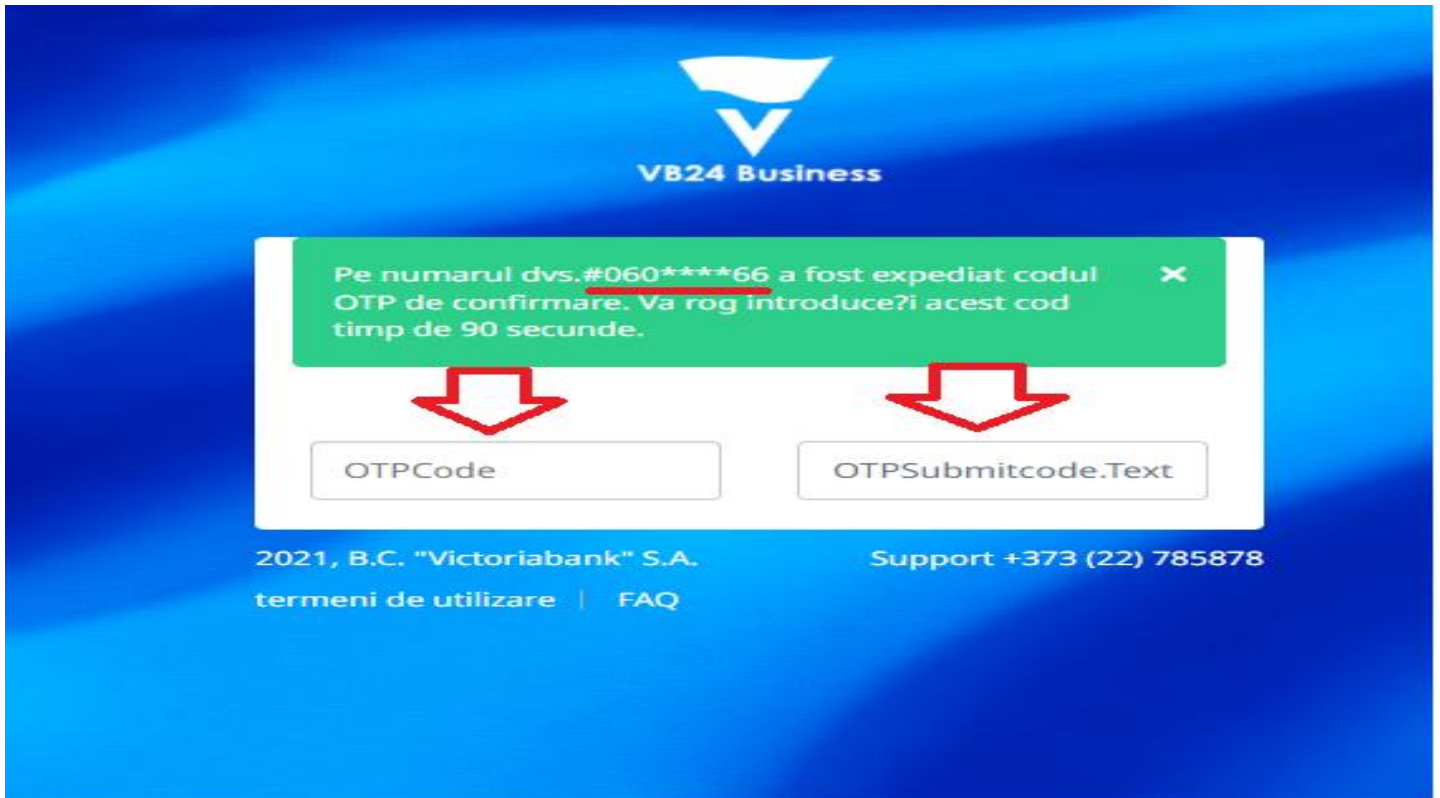 VB24 Business
Pe numarul dvs.#060****66 a fost expediat codul
OTP de confirmare. Va rog introduce?i acest cod
timp de 90 secunde.
OTPCode
OTPSubmitcode.Text
2021, B.C. "Victoriabank" S.A.
Support +373 (22) 785878
termeni de utilizare | FAQ